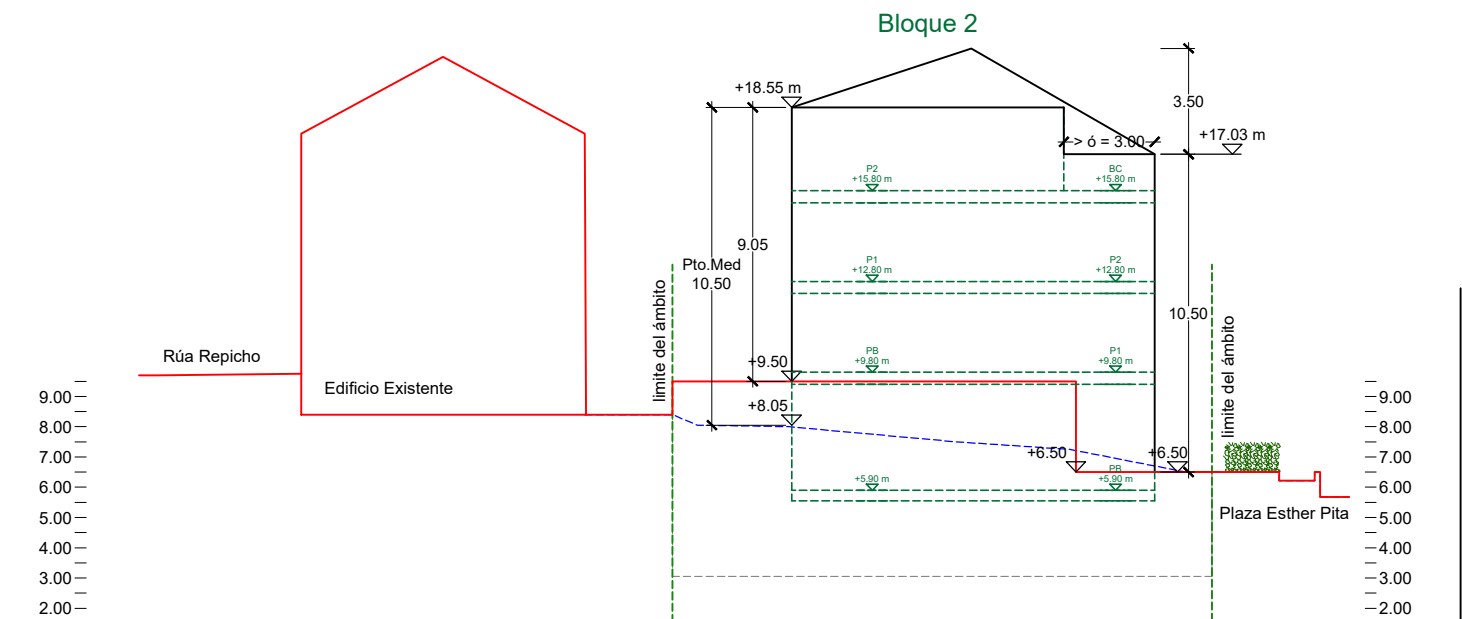 Bloque 2
+18.55 m
3.50
> ó = 3.00
+17.03 m
P2
+15.80 m
BC
+15.80 m
9.05
Pto.Med
10.50
P1
+12.80 m
P2
+12.80 m
limite del ámbito
10.50
limite del ámbito
Rúa Repicho
Edificio Existente
+9.50
PB
+9.80 m
P1
+9.80 m
+8.05
+6.50
+6.50
+5.90 m
PB
+5.90 m
Plaza Esther Pita
9.00
8.00
7.00
6.00
5.00
4.00
3.00
2.00
9.00
8.00
7.00
6.00
5.00
4.00
3.00
2.00